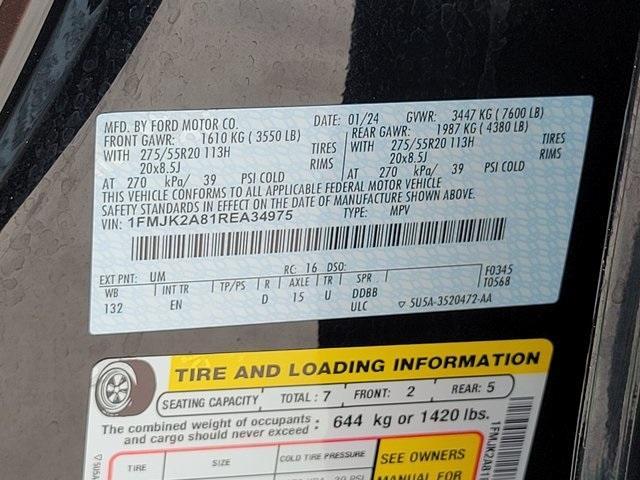 MFD. BY FORD MOTOR CO.
DATE: 01/24 GVWR: 3447 KG (7600 LB)
FRONT GAWR: 1610 KG (3550 LB)
REAR GAWR: 1987 KG (4380 LB)
WITH 275/55R20 113H TIRES
WITH 275/55R20 113H TIRES
20x8.5J RIMS
20x8.5J RIMS
AT 270 kPa/ 39 PSI COLD
AT 270 kPa/ 39 PSI COLD
THIS VEHICLE CONFORMS TO ALL APPLICABLE FEDERAL MOTOR VEHICLE
SAFETY STANDARDS IN EFFECT ON THE DATE OF MANUFACTURE SHOWN ABOVE.
VIN: 1FMJK2A81REA34975 TYPE: MPV
EXT PNT: UM RC: 16 DSO: F0345
WB INT TR TP/PS R AXLE TR SPR T0568
132 EN D 15 U DDBB
ULC ▽ 5U5A-3520472-AA
TIRE AND LOADING INFORMATION
SEATING CAPACITY TOTAL : 7 FRONT: 2 REAR: 5
The combined weight of occupants
and cargo should never exceed : 644 kg or 1420 lbs.
TIRE SIZE COLD TIRE PRESSURE SEE OWNERS
MANUAL FOR